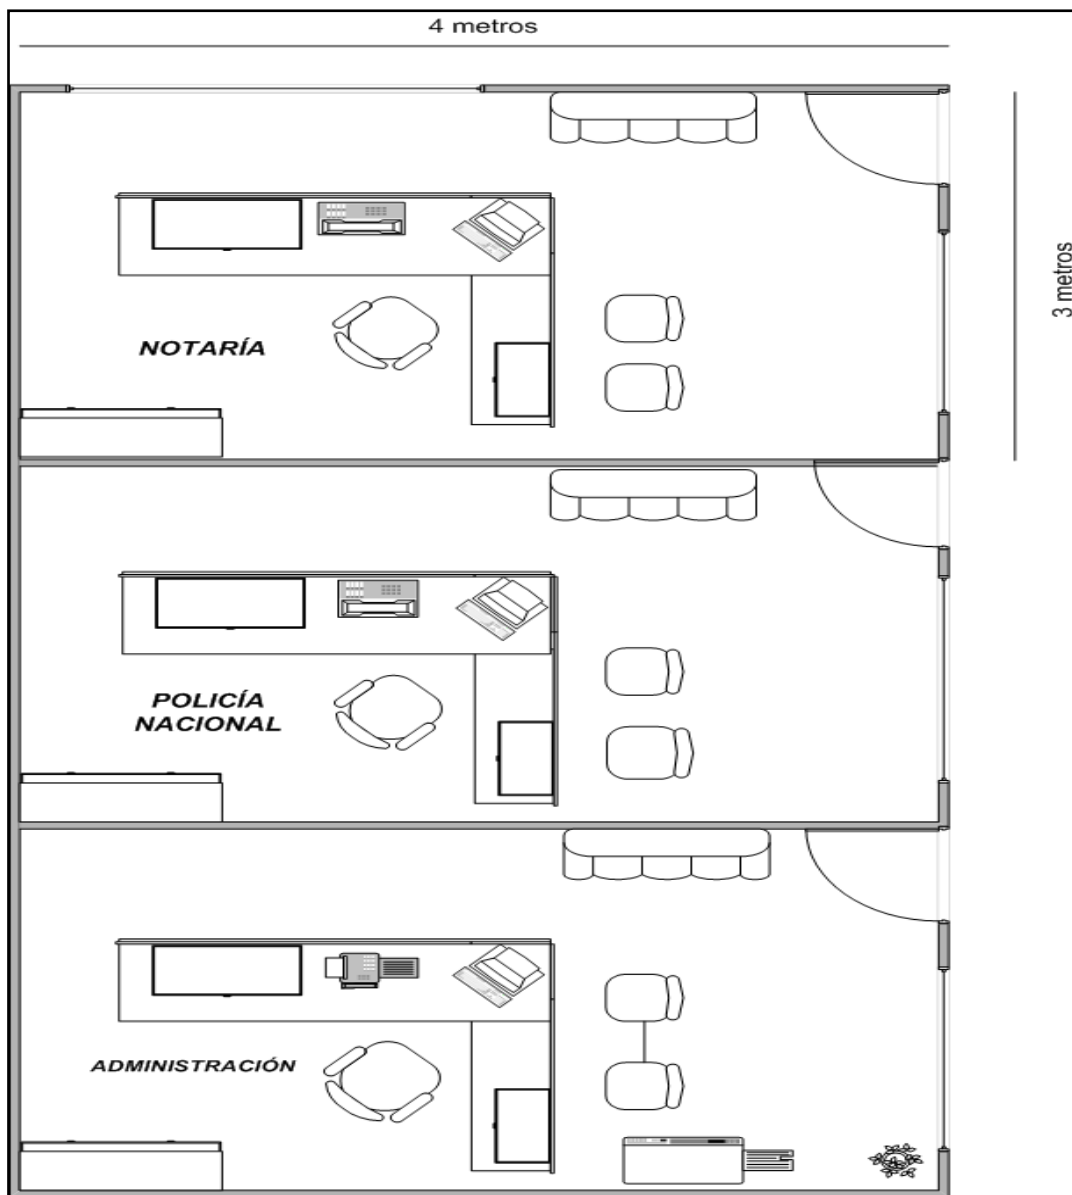 4 metros
3 metros
NOTARÍA
POLICÍA
NACIONAL
ADMINISTRACIÓN